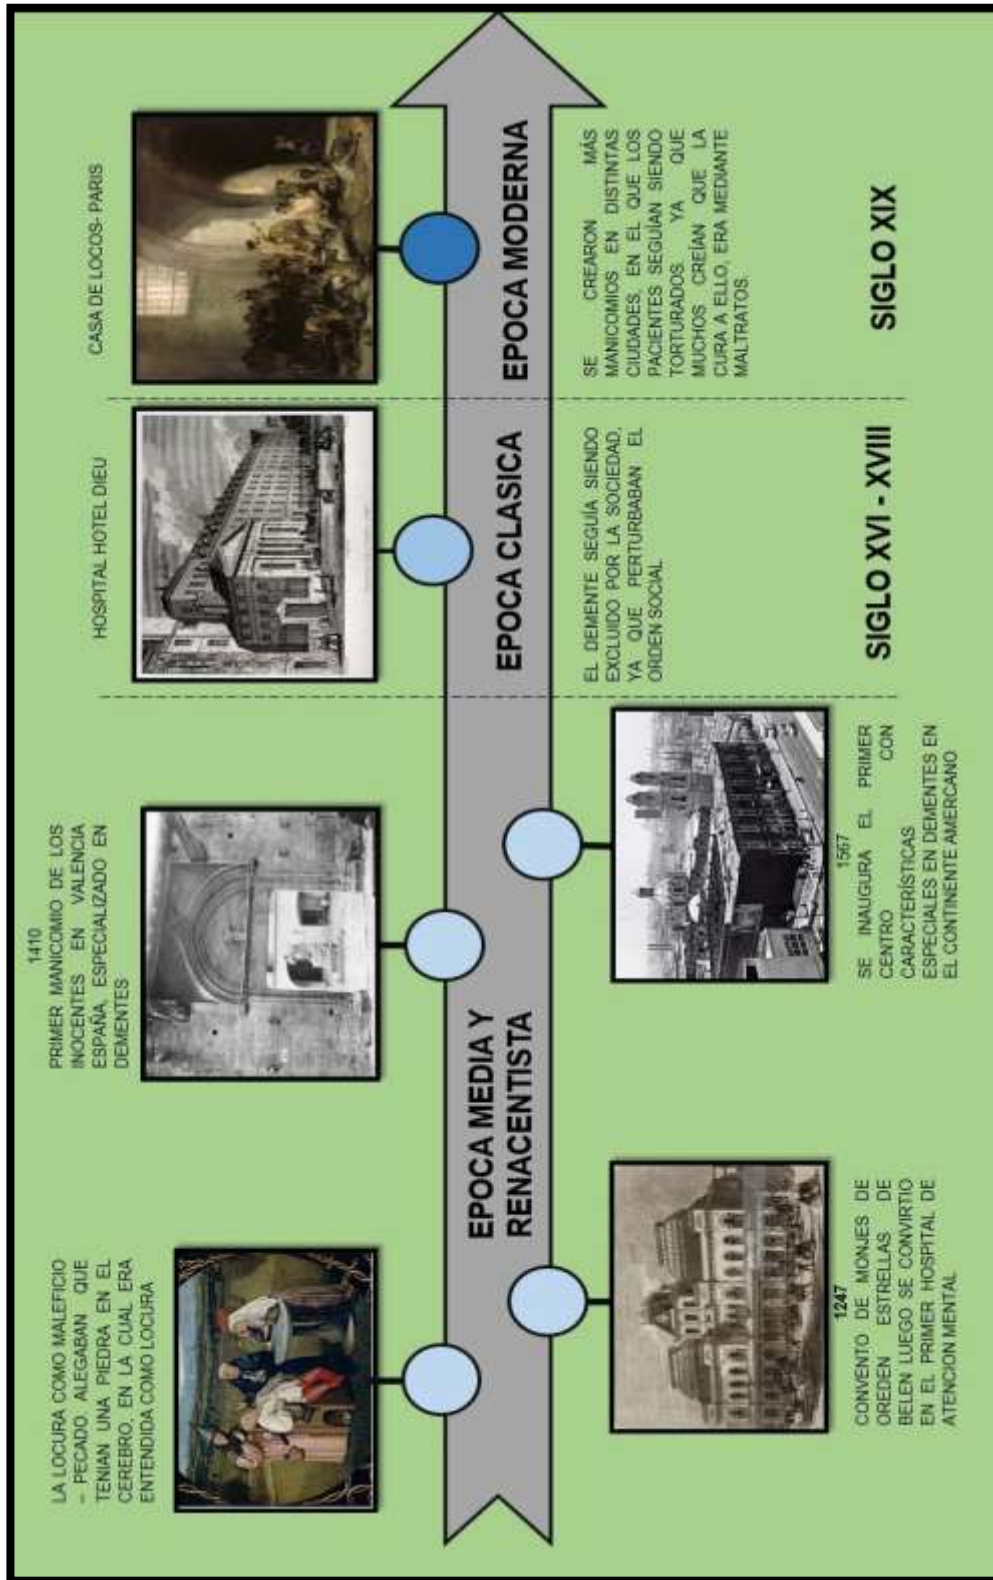 LA LOCURA COMO MALEFICIO
– PECADO. ALEGABAN QUE
TENIAN UNA PIEDRA EN EL
CEREBRO, EN LA CUAL ERA
ENTENDIDA COMO LOCURA
1410
PRIMER MANICOMIO DE LOS
INOCENTES EN VALENCIA
ESPAÑA, ESPECIALIZADO EN
DEMENTES
HOSPITAL HOTEL DIEU
CASA DE LOCOS- PARIS
EPOCA MEDIA Y
RENACENTISTA
EPOCA CLASICA
EPOCA MODERNA
1247
CONVENTO DE MONJES DE
OREDEN ESTRELLAS DE
BELEN LUEGO SE CONVIRTIO
EN EL PRIMER HOSPITAL DE
ATENCION MENTAL
1567
SE INAUGURA EL PRIMER
CENTRO CON
CARACTERÍSTICAS
ESPECIALES EN DEMENTES EN
EL CONTINENTE AMERCANO
EL DEMENTE SEGUÍA SIENDO
EXCLUIDO POR LA SOCIEDAD,
YA QUE PERTURBABAN EL
ORDEN SOCIAL
SIGLO XVI - XVIII
SE CREARON MÁS
MANICOMIOS EN DISTINTAS
CIUDADES, EN EL QUE LOS
PACIENTES SEGUÍAN SIENDO
TORTURADOS. YA QUE
MUCHOS CREÍAN QUE LA
CURA A ELLO, ERA MEDIANTE
MALTRATOS.
SIGLO XIX